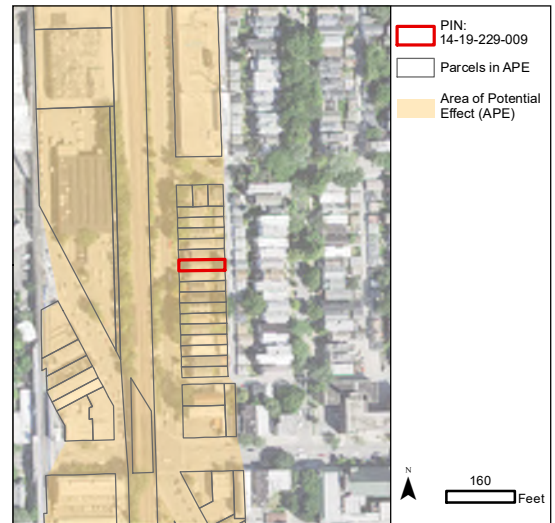 PIN:
14-19-229-009
Parcels in APE
Area of Potential
Effect (APE)
N
160
Feet